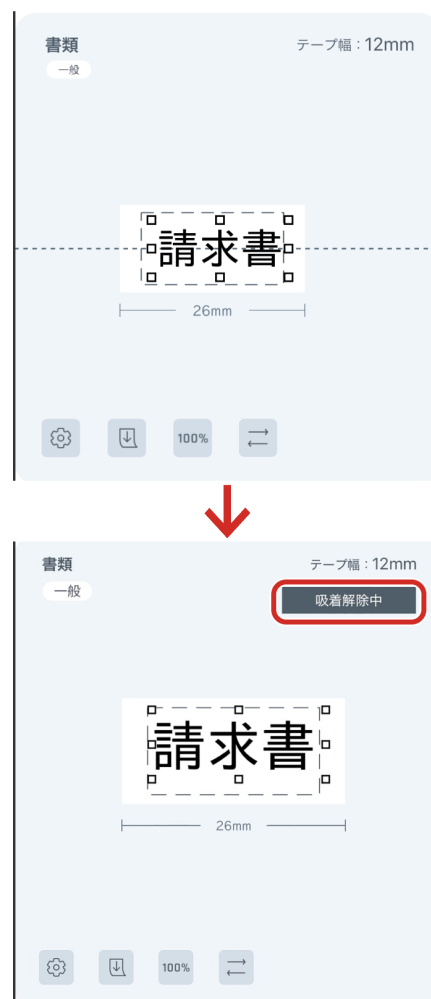 書類
テープ幅：12mm
一般
請求書
26mm
100%
書類
テープ幅：12mm
一般
吸着解除中
請求書
26mm
100%